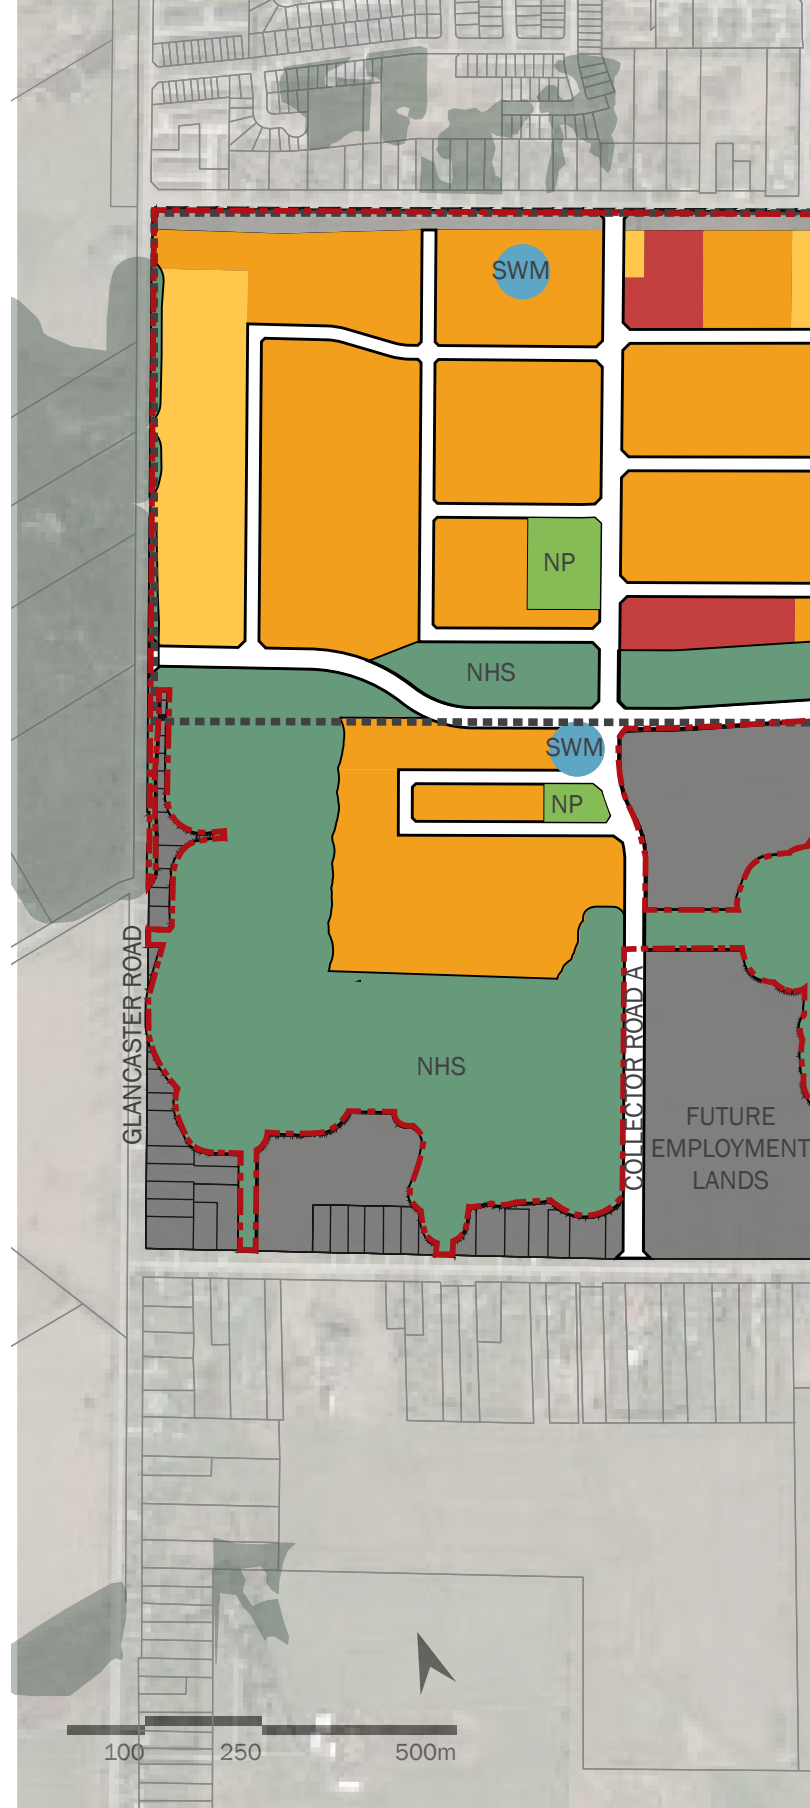 SWM
NP
NHS
SWM
NP
GLANCASTER ROAD
COLLECTOR ROAD A
NHS
FUTURE
EMPLOYMENT
LANDS
100 250 500m